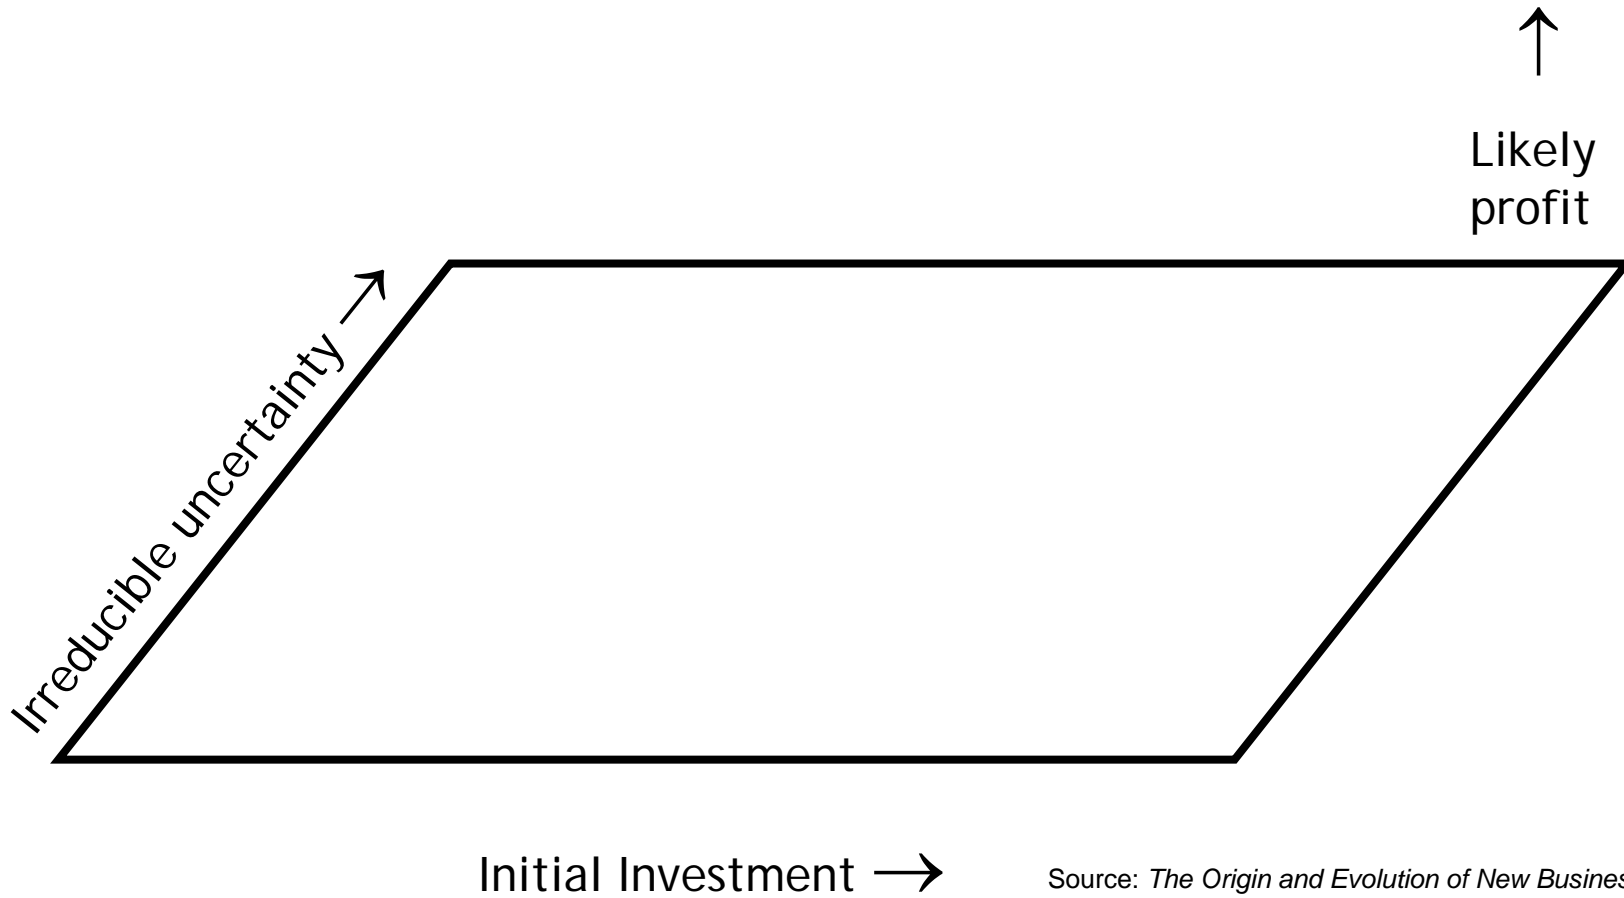 Likely
profit
Irreducible uncertainty →
Initial Investment →
Source: The Origin and Evolution of New Busines